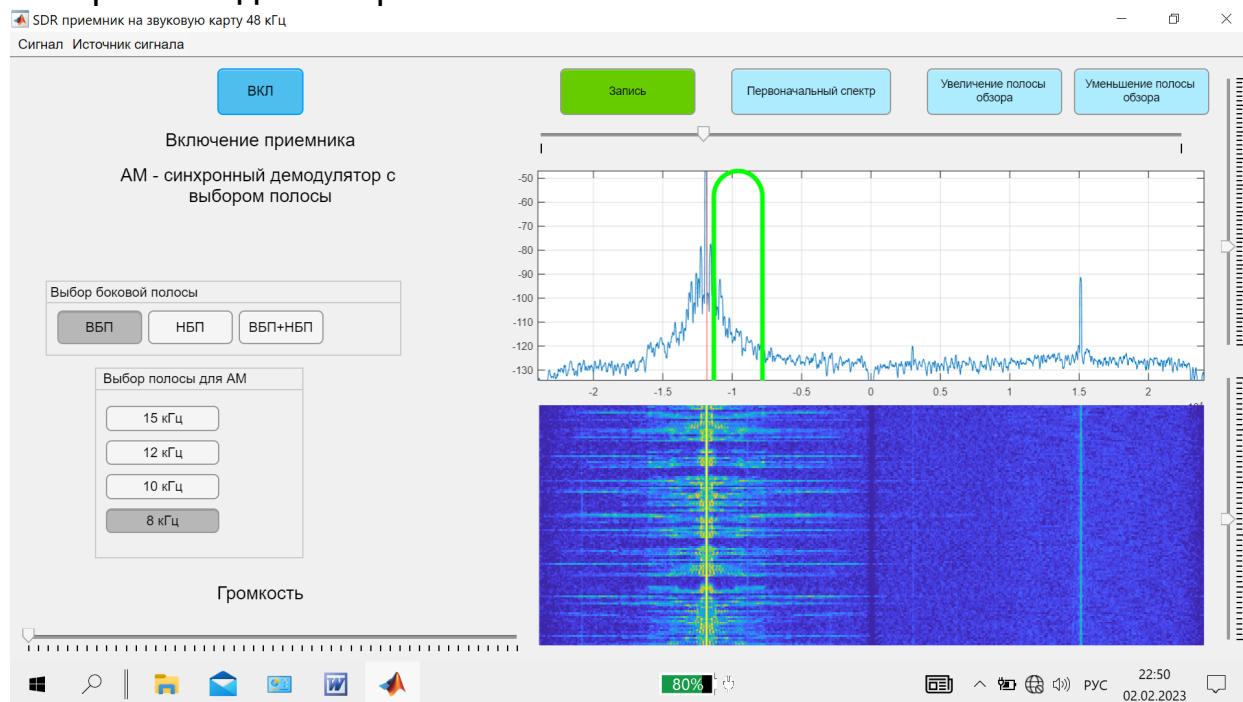 SDR приемник на звуковую карту 48 кГц
Сигнал Источник сигнала
ВКЛ
Включение приемника
АМ - синхронный демодулятор с
выбором полосы
Выбор боковой полосы
ВБП НБП ВБП+НБП
Выбор полосы для АМ
15 кГц
12 кГц
10 кГц
8 кГц
Громкость
Запись
Первоначальный спектр
Увеличение полосы
обзора
Уменьшение полосы
обзора
-50
-60
-70
-80
-90
-100
-110
-120
-130
-2 -1.5 -1 -0.5 0 0.5 1 1.5 2
80%
РУС
22:50
02.02.2023